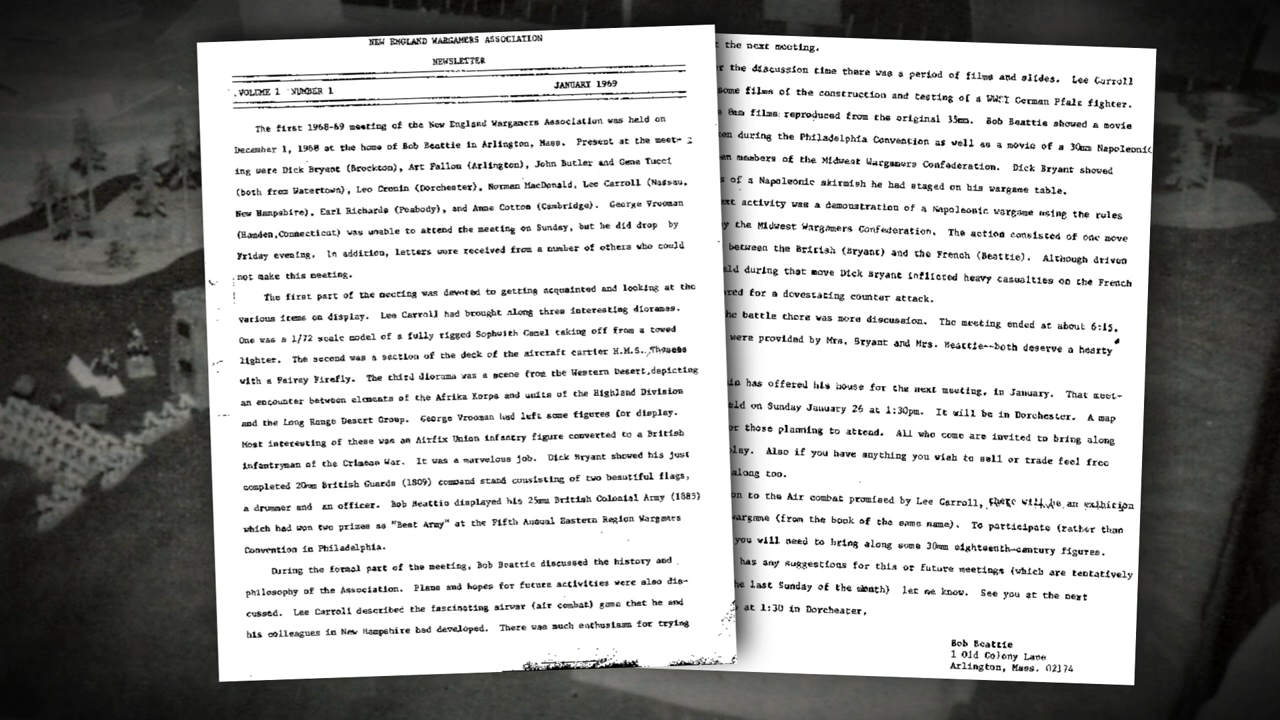 NEW ENGLAND WARGAMERS ASSOCIATION
NEWSLETTER
VOLUME 1 NUMBER 1 JANUARY 1969
The first 1968-69 meeting of the New England Wargamers Association was held on
December 1, 1968 at the home of Bob Beattie in Arlington, Mass. Present at the meet-
ing were Dick Bryant (Brockton), Art Fallon (Arlington), John Butler and Gene Tucci
(both from Watertown), Leo Cronin (Dorchester), Norman MacDonald, Lee Carroll (Nassau,
New Hampshire), Earl Richards (Peabody), and Anne Cotton (Cambridge). George Vrooman
(Hamden,Connecticut) was unable to attend the meeting on Sunday, but he did drop by
Friday evening. In addition, letters were received from a number of others who could
not make this meeting.
The first part of the meeting was devoted to getting acquainted and looking at the
various items on display. Lee Carroll had brought along three interesting dioramas.
One was a 1/72 scale model of a fully rigged Sophwith Camel taking off from a towed
lighter. The second was a section of the deck of the aircraft carrier H.M.S. Theseus
with a Fairey Firefly. The third diorama was a scene from the Western Desert,depicting
an encounter between elements of the Afrika Korps and units of the Highland Division
and the Long Range Desert Group. George Vrooman had left some figures for display.
Most interesting of these was an Airfix Union infantry figure converted to a British
infantryman of the Crimean War. It was a marvelous job. Dick Bryant showed his just
completed 20mm British Guards (1809) command stand consisting of two beautiful flags,
a drummer and an officer. Bob Beattie displayed his 25mm British Colonial Army (1885)
which had won two prizes as "Best Army" at the Fifth Annual Eastern Region Wargames
Convention in Philadelphia.
During the formal part of the meeting, Bob Beattie discussed the history and
philosophy of the Association. Plans and hopes for future activities were also dis-
cussed. Lee Carroll described the fascinating airwar (air combat) game that he and
his colleagues in New Hampshire had developed. There was much enthusiasm for trying
the next meeting.
the discussion time there was a period of films and slides. Lee Carroll
some films of the construction and testing of a WWI German Pfalz fighter.
8mm films reproduced from the original 35mm. Bob Beattie showed a movie
during the Philadelphia Convention as well as a movie of a 30mm Napoleonic
members of the Midwest Wargamers Confederation. Dick Bryant showed
of a Napoleonic skirmish he had staged on his wargame table.
activity was a demonstration of a Napoleonic wargame using the rules
the Midwest Wargamers Confederation. The action consisted of one move
between the British (Bryant) and the French (Beattie). Although driven
during that move Dick Bryant inflicted heavy casualties on the French
for a devestating counter attack.
battle there was more discussion. The meeting ended at about 6:15,
were provided by Mrs. Bryant and Mrs. Beattie--both deserve a hearty
has offered his house for the next meeting, in January. That meet-
on Sunday January 26 at 1:30pm. It will be in Dorchester. A map
those planning to attend. All who come are invited to bring along
Also if you have anything you wish to sell or trade feel free
along too.
to the Air combat promised by Lee Carroll, there will be an exhibition
wargame (from the book of the same name). To participate (rather than
you will need to bring along some 30mm eighteenth-century figures.
has any suggestions for this or future meetings (which are tentatively
last Sunday of the month) let me know. See you at the next
at 1:30 in Dorchester.
Bob Beattie
1 Old Colony Lane
Arlington, Mass. 02174